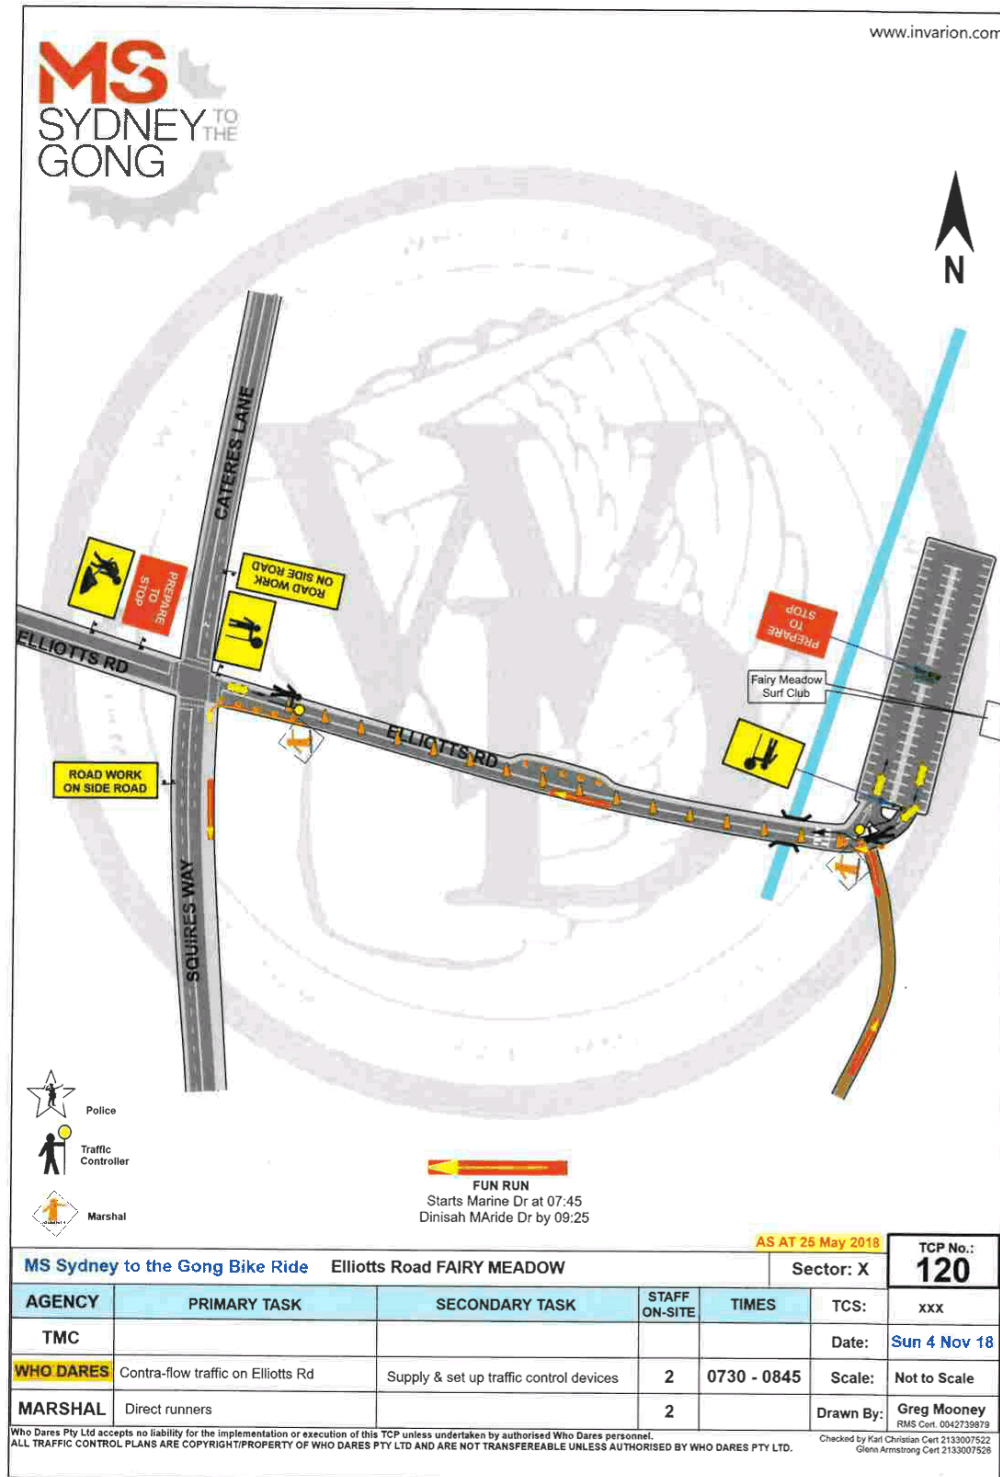 www.invarion.com
MS
SYDNEY TO THE
GONG
N
CATERES LANE
ROAD WORK
ON SIDE ROAD
PREPARE
TO
STOP
ELLIOTTS RD
PREPARE
TO
STOP
Fairy Meadow
Surf Club
ELLIOTTS RD
ROAD WORK
ON SIDE ROAD
SQUIRES WAY
Police
Traffic
Controller
Marshal
FUN RUN
Starts Marine Dr at 07:45
Dinisah MAride Dr by 09:25
AS AT 25 May 2018
TCP No.:
120
MS Sydney to the Gong Bike Ride Elliotts Road FAIRY MEADOW Sector: X
AGENCY PRIMARY TASK SECONDARY TASK STAFF ON-SITE TIMES TCS: xxx
TMC Date: Sun 4 Nov 18
WHO DARES Contra-flow traffic on Elliotts Rd Supply & set up traffic control devices 2 0730 - 0845 Scale: Not to Scale
MARSHAL Direct runners 2 Drawn By: Greg Mooney
RMS Cert. 0042739879
Who Dares Pty Ltd accepts no liability for the implementation or execution of this TCP unless undertaken by authorised Who Dares personnel.
ALL TRAFFIC CONTROL PLANS ARE COPYRIGHT/PROPERTY OF WHO DARES PTY LTD AND ARE NOT TRANSFEREABLE UNLESS AUTHORISED BY WHO DARES PTY LTD.
Checked by Karl Christian Cert 2133007522
Glenn Armstrong Cert 2133007526